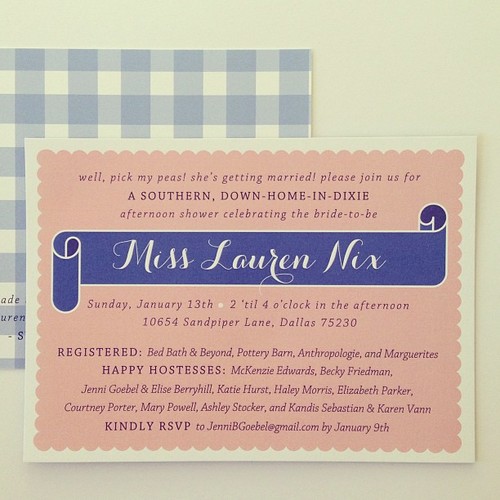 well, pick my peas! she's getting married! please join us for
A SOUTHERN, DOWN-HOME-IN-DIXIE
afternoon shower celebrating the bride-to-be
Miss Lauren Nix
Sunday, January 13th • 2 'til 4 o'clock in the afternoon
10654 Sandpiper Lane, Dallas 75230
REGISTERED: Bed Bath & Beyond, Pottery Barn, Anthropologie, and Marguerites
HAPPY HOSTESSES: McKenzie Edwards, Becky Friedman,
Jenni Goebel & Elise Berryhill, Katie Hurst, Haley Morris, Elizabeth Parker,
Courtney Porter, Mary Powell, Ashley Stocker, and Kandis Sebastian & Karen Vann
KINDLY RSVP to JenniBGoebel@gmail.com by January 9th
ade
uren
- S